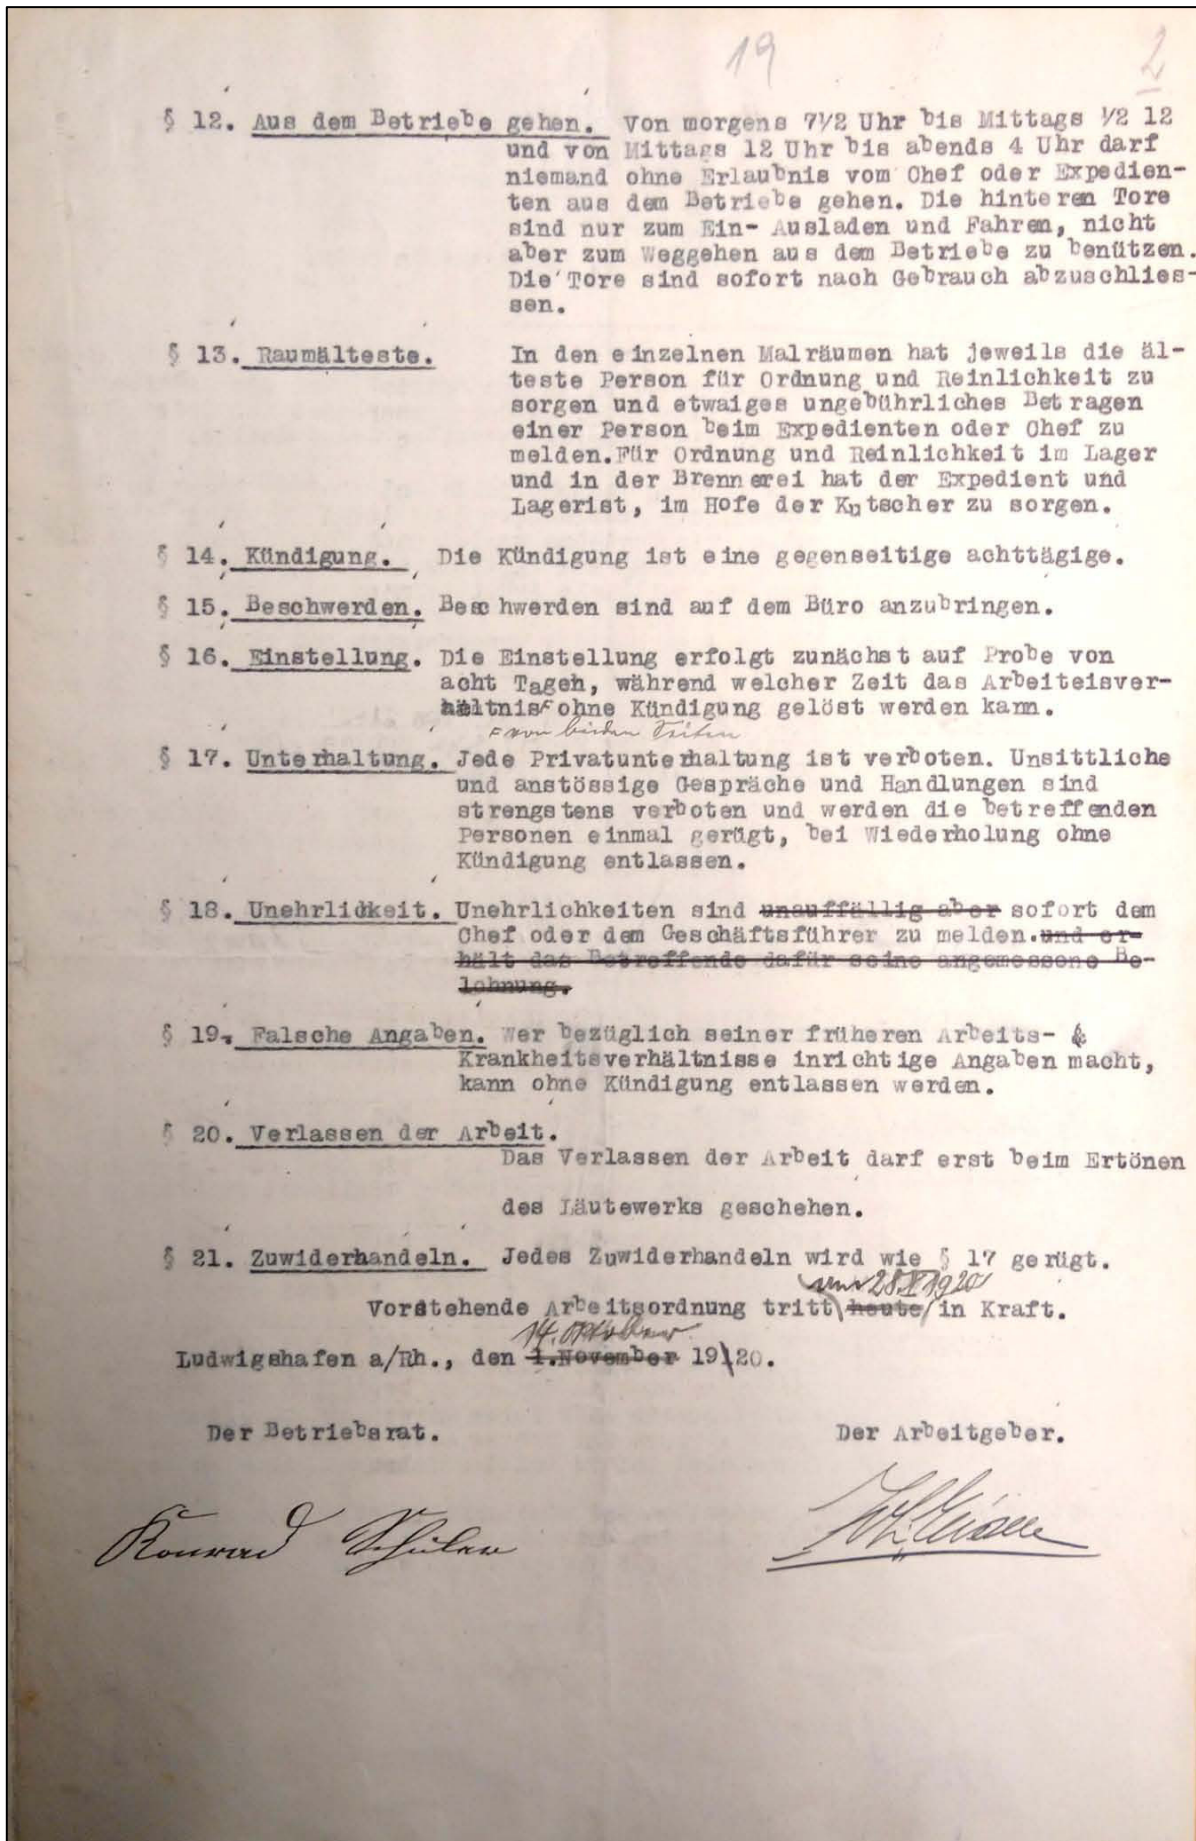 19 2
§ 12. Aus dem Betriebe gehen. Von morgens 7½ Uhr bis Mittags ½ 12
und von Mittags 12 Uhr bis abends 4 Uhr darf
niemand ohne Erlaubnis vom Chef oder Expedien-
ten aus dem Betriebe gehen. Die hinteren Tore
sind nur zum Ein- Ausladen und Fahren, nicht
aber zum Weggehen aus dem Betriebe zu benützen.
Die Tore sind sofort nach Gebrauch abzuschlies-
sen.
§ 13. Raumälteste. In den einzelnen Malräumen hat jeweils die äl-
teste Person für Ordnung und Reinlichkeit zu
sorgen und etwaiges ungebührliches Betragen
einer Person beim Expedienten oder Chef zu
melden.Für Ordnung und Reinlichkeit im Lager
und in der Brennerei hat der Expedient und
Lagerist, im Hofe der Kutscher zu sorgen.
§ 14. Kündigung. Die Kündigung ist eine gegenseitige achttägige.
§ 15. Beschwerden. Beschwerden sind auf dem Büro anzubringen.
§ 16. Einstellung. Die Einstellung erfolgt zunächst auf Probe von
acht Tagen, während welcher Zeit das Arbeiteisver-
hältnis ohne Kündigung gelöst werden kann.
von beiden Seiten
§ 17. Unterhaltung. Jede Privatunterhaltung ist verboten. Unsittliche
und anstössige Gespräche und Handlungen sind
strengstens verboten und werden die betreffenden
Personen einmal gerügt, bei Wiederholung ohne
Kündigung entlassen.
§ 18. Unehrlichkeit. Unehrlichkeiten sind unauffällig aber sofort dem
Chef oder dem Geschäftsführer zu melden.und er-
hält das Betreffende dafür seine angemessene Be-
lohnung.
§ 19. Falsche Angaben. Wer bezüglich seiner früheren Arbeits- &
Krankheitsverhältnisse inrichtige Angaben macht,
kann ohne Kündigung entlassen werden.
§ 20. Verlassen der Arbeit.
Das Verlassen der Arbeit darf erst beim Ertönen
des Läutewerks geschehen.
§ 21. Zuwiderhandeln. Jedes Zuwiderhandeln wird wie § 17 gerügt.
1920
Vorstehende Arbeitsordnung tritt heute in Kraft.
14. Oktober
Ludwigshafen a/Rh., den 1.November 1920.
Der Betriebsrat. Der Arbeitgeber.
Konrad Schüler